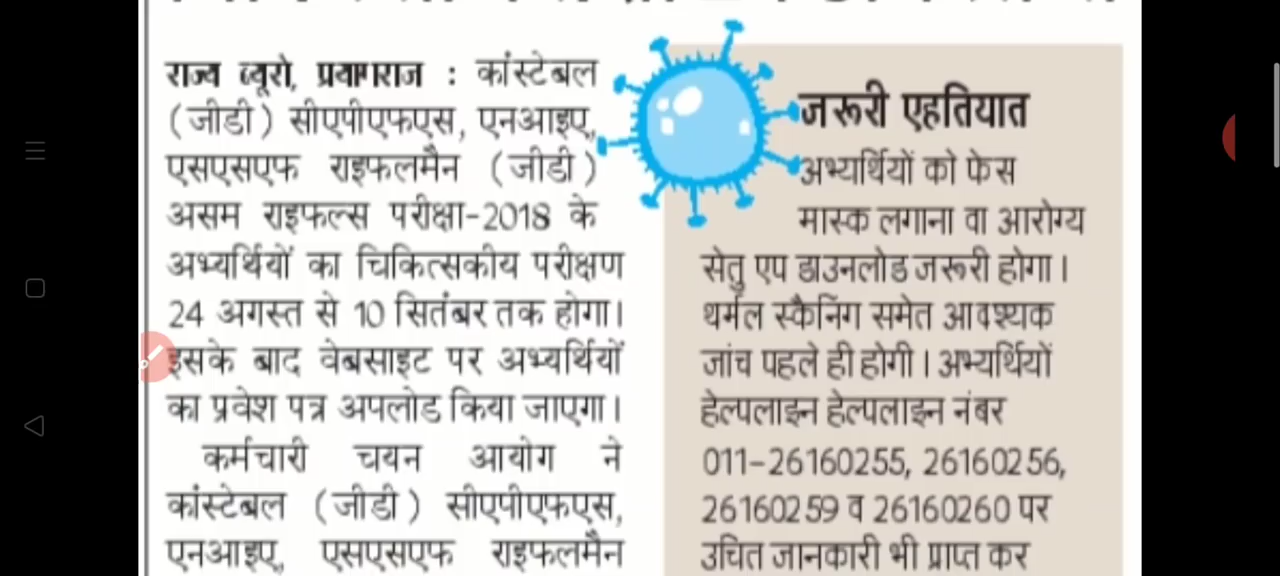 राज्य ब्यूरो, प्रयागराज : कांस्टेबल
(जीडी) सीएपीएफएस, एनआइए,
एसएसएफ राइफलमैन (जीडी)
असम राइफल्स परीक्षा-2018 के
अभ्यर्थियों का चिकित्सकीय परीक्षण
24 अगस्त से 10 सितंबर तक होगा।
इसके बाद वेबसाइट पर अभ्यर्थियों
का प्रवेश पत्र अपलोड किया जाएगा।
कर्मचारी चयन आयोग ने
कांस्टेबल (जीडी) सीएपीएफएस,
एनआइए, एसएसएफ राइफलमैन
जरूरी एहतियात
अभ्यर्थियों को फेस
मास्क लगाना वा आरोग्य
सेतु एप डाउनलोड जरूरी होगा।
थर्मल स्कैनिंग समेत आवश्यक
जांच पहले ही होगी। अभ्यर्थियों
हेल्पलाइन हेल्पलाइन नंबर
011-26160255, 26160256,
26160259 व 26160260 पर
उचित जानकारी भी प्राप्त कर